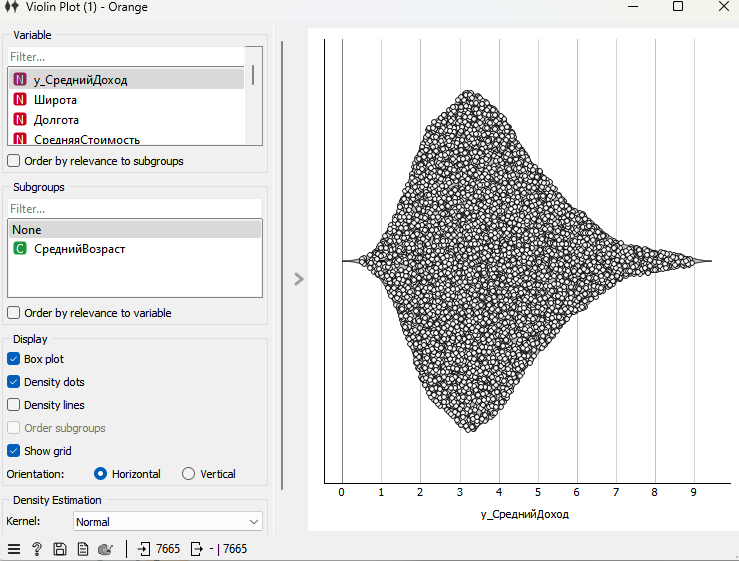 Violin Plot (1) - Orange
Variable
Filter...
N y_СреднийДоход
N Широта
N Долгота
N СредняяСтоимость
Order by relevance to subgroups
Subgroups
Filter...
None
C СреднийВозраст
Order by relevance to variable
Display
Box plot
Density dots
Density lines
Order subgroups
Show grid
Orientation: Horizontal Vertical
Density Estimation
Kernel: Normal
? 7665 - | 7665
0 1 2 3 4 5 6 7 8 9
y_СреднийДоход